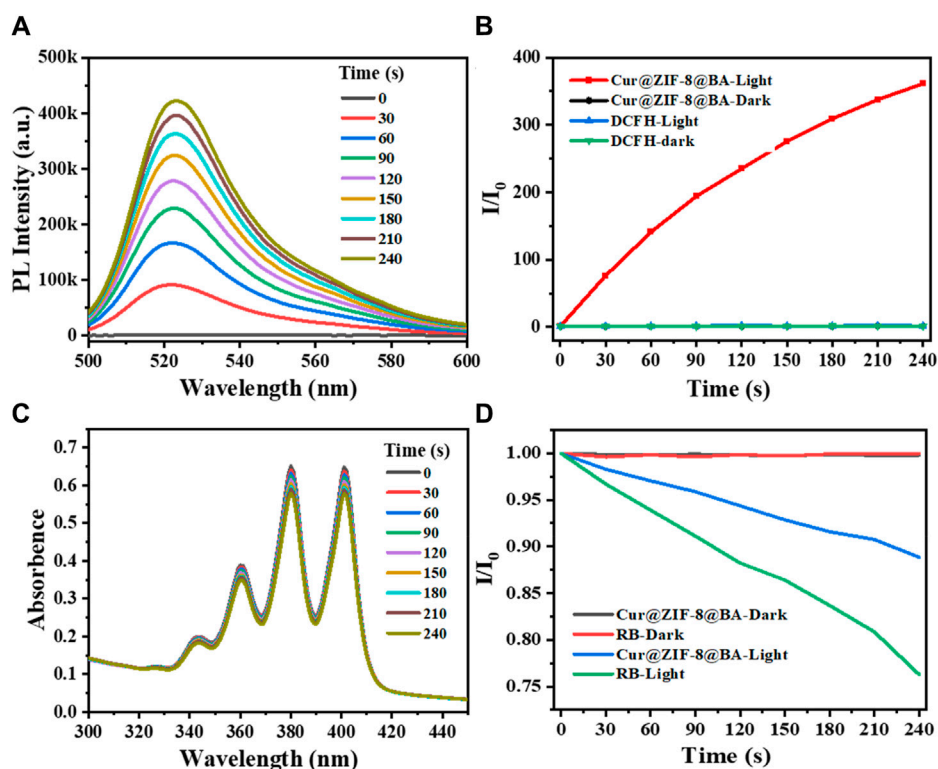 A
500k
400k
300k
200k
100k
0
PL Intensity (a.u.)
Time (s)
0
30
60
90
120
150
180
210
240
500
520
540
560
580
600
Wavelength (nm)
B
400
300
200
100
0
I/I0
Cur@ZIF-8@BA-Light
Cur@ZIF-8@BA-Dark
DCFH-Light
DCFH-dark
0
30
60
90
120
150
180
210
240
Time (s)
C
0.7
0.6
0.5
0.4
0.3
0.2
0.1
0.0
Absorbence
Time (s)
0
30
60
90
120
150
180
210
240
300
330
360
390
420
Wavelength (nm)
D
1.00
0.95
0.90
0.85
0.80
0.75
I/I0
Cur@ZIF-8@BA-Dark
RB-Dark
Cur@ZIF-8@BA-Light
RB-Light
0
30
60
90
120
150
180
210
240
Time (s)